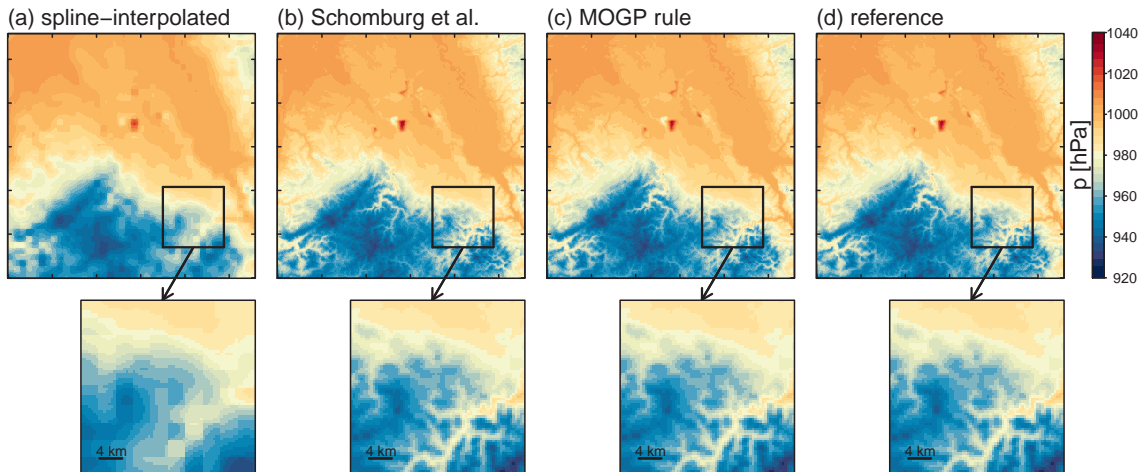 (a) spline−interpolated
(b) Schomburg et al.
(c) MOGP rule
(d) reference
1040
1020
1000
980
960
940
920
p [hPa]
4 km
4 km
4 km
4 km